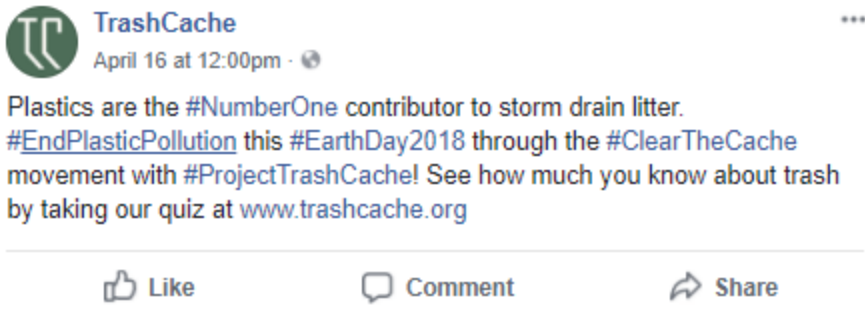 TC
TrashCache
April 16 at 12:00pm ·
Plastics are the #NumberOne contributor to storm drain litter.
#EndPlasticPollution this #EarthDay2018 through the #ClearTheCache
movement with #ProjectTrashCache! See how much you know about trash
by taking our quiz at www.trashcache.org
Like Comment Share